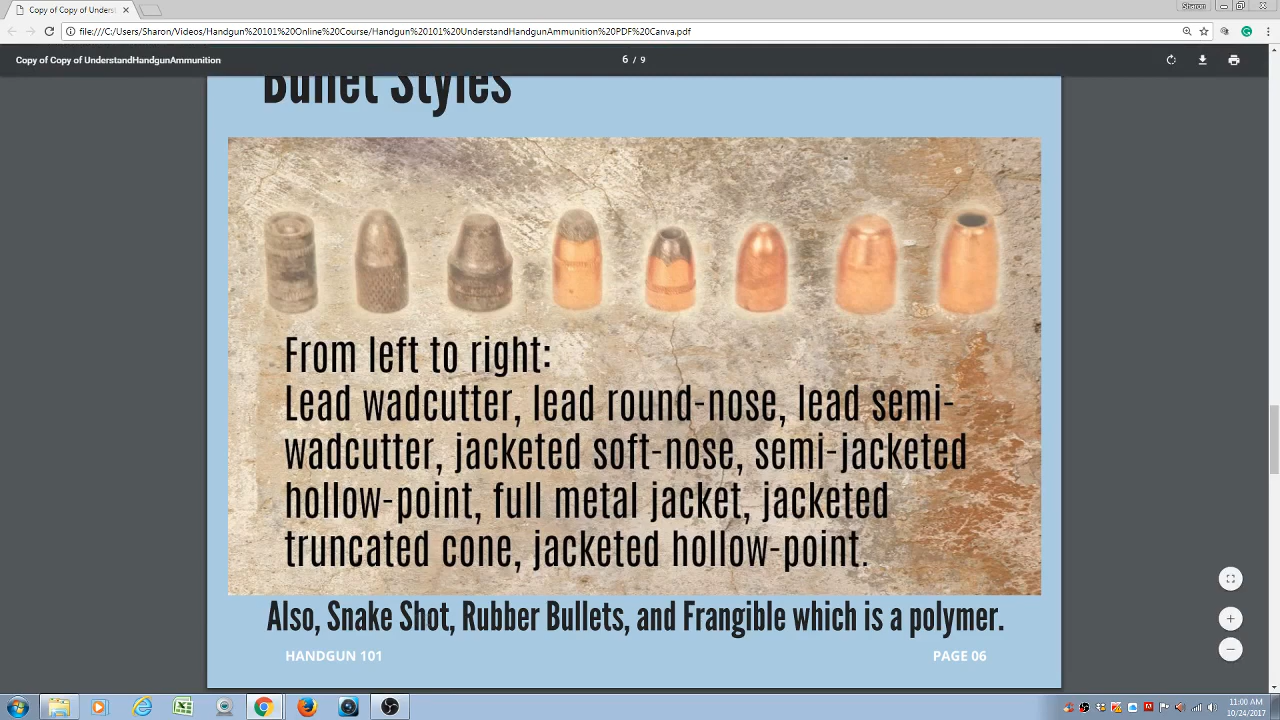 Copy of Copy of Underst
Sharon
file:///C:/Users/Sharon/Videos/Handgun%20101%20Online%20Course/Handgun%20101%20UnderstandHandgunAmmunition%20PDF%20Canva.pdf
Copy of Copy of UnderstandHandgunAmmunition
6 / 9
Bullet Styles
From left to right:
Lead wadcutter, lead round-nose, lead semi-
wadcutter, jacketed soft-nose, semi-jacketed
hollow-point, full metal jacket, jacketed
truncated cone, jacketed hollow-point.
Also, Snake Shot, Rubber Bullets, and Frangible which is a polymer.
HANDGUN 101
PAGE 06
11:00 AM
10/24/2017